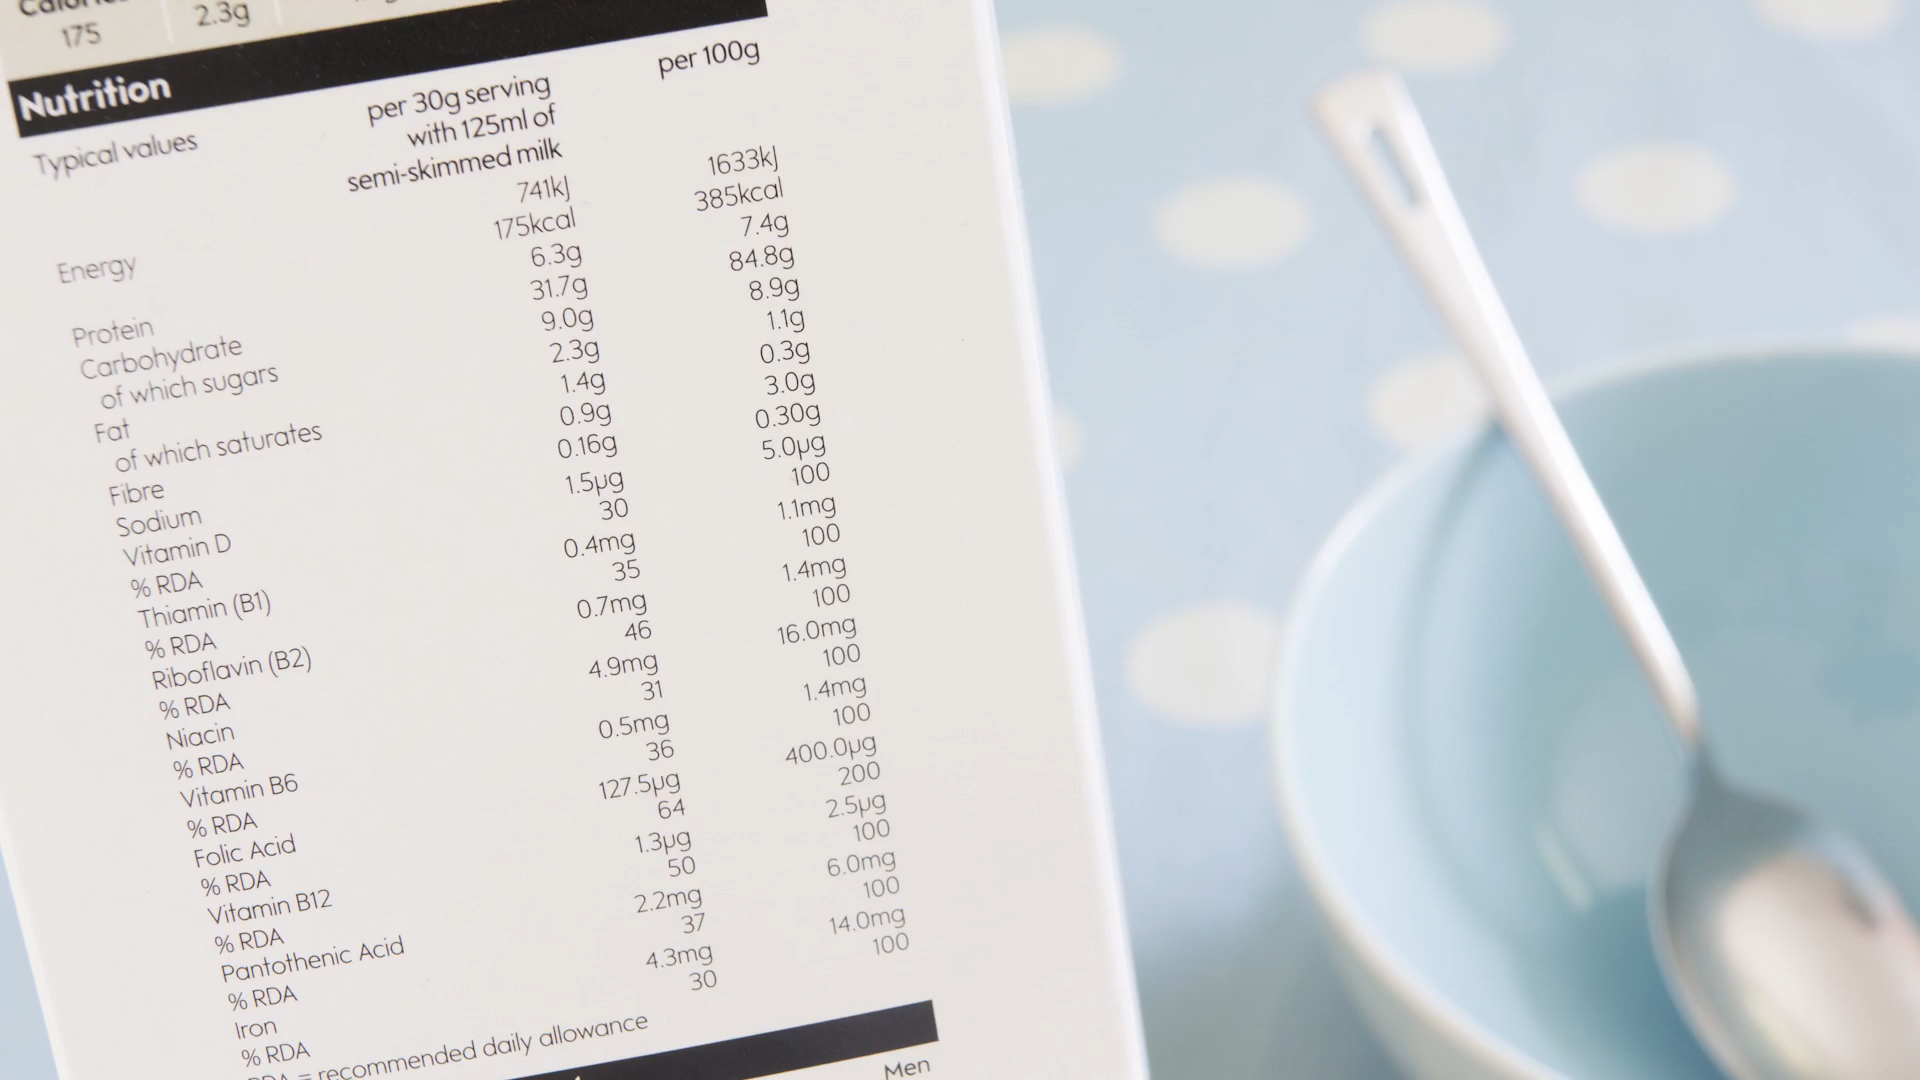 175
2.3g
Nutrition
Typical values per 30g serving with 125ml of semi-skimmed milk per 100g
Energy 741kJ 1633kJ
175kcal 385kcal
Protein 6.3g 7.4g
Carbohydrate 31.7g 84.8g
of which sugars 9.0g 8.9g
Fat 2.3g 1.1g
of which saturates 1.4g 0.3g
Fibre 0.9g 3.0g
Sodium 0.16g 0.30g
Vitamin D 1.5µg 5.0µg
% RDA 30 100
Thiamin (B1) 0.4mg 1.1mg
% RDA 35 100
Riboflavin (B2) 0.7mg 1.4mg
% RDA 46 100
Niacin 4.9mg 16.0mg
% RDA 31 100
Vitamin B6 0.5mg 1.4mg
% RDA 36 100
Folic Acid 127.5µg 400.0µg
% RDA 64 200
Vitamin B12 1.3µg 2.5µg
% RDA 50 100
Pantothenic Acid 2.2mg 6.0mg
% RDA 37 100
Iron 4.3mg 14.0mg
% RDA 30 100
RDA = recommended daily allowance
Men